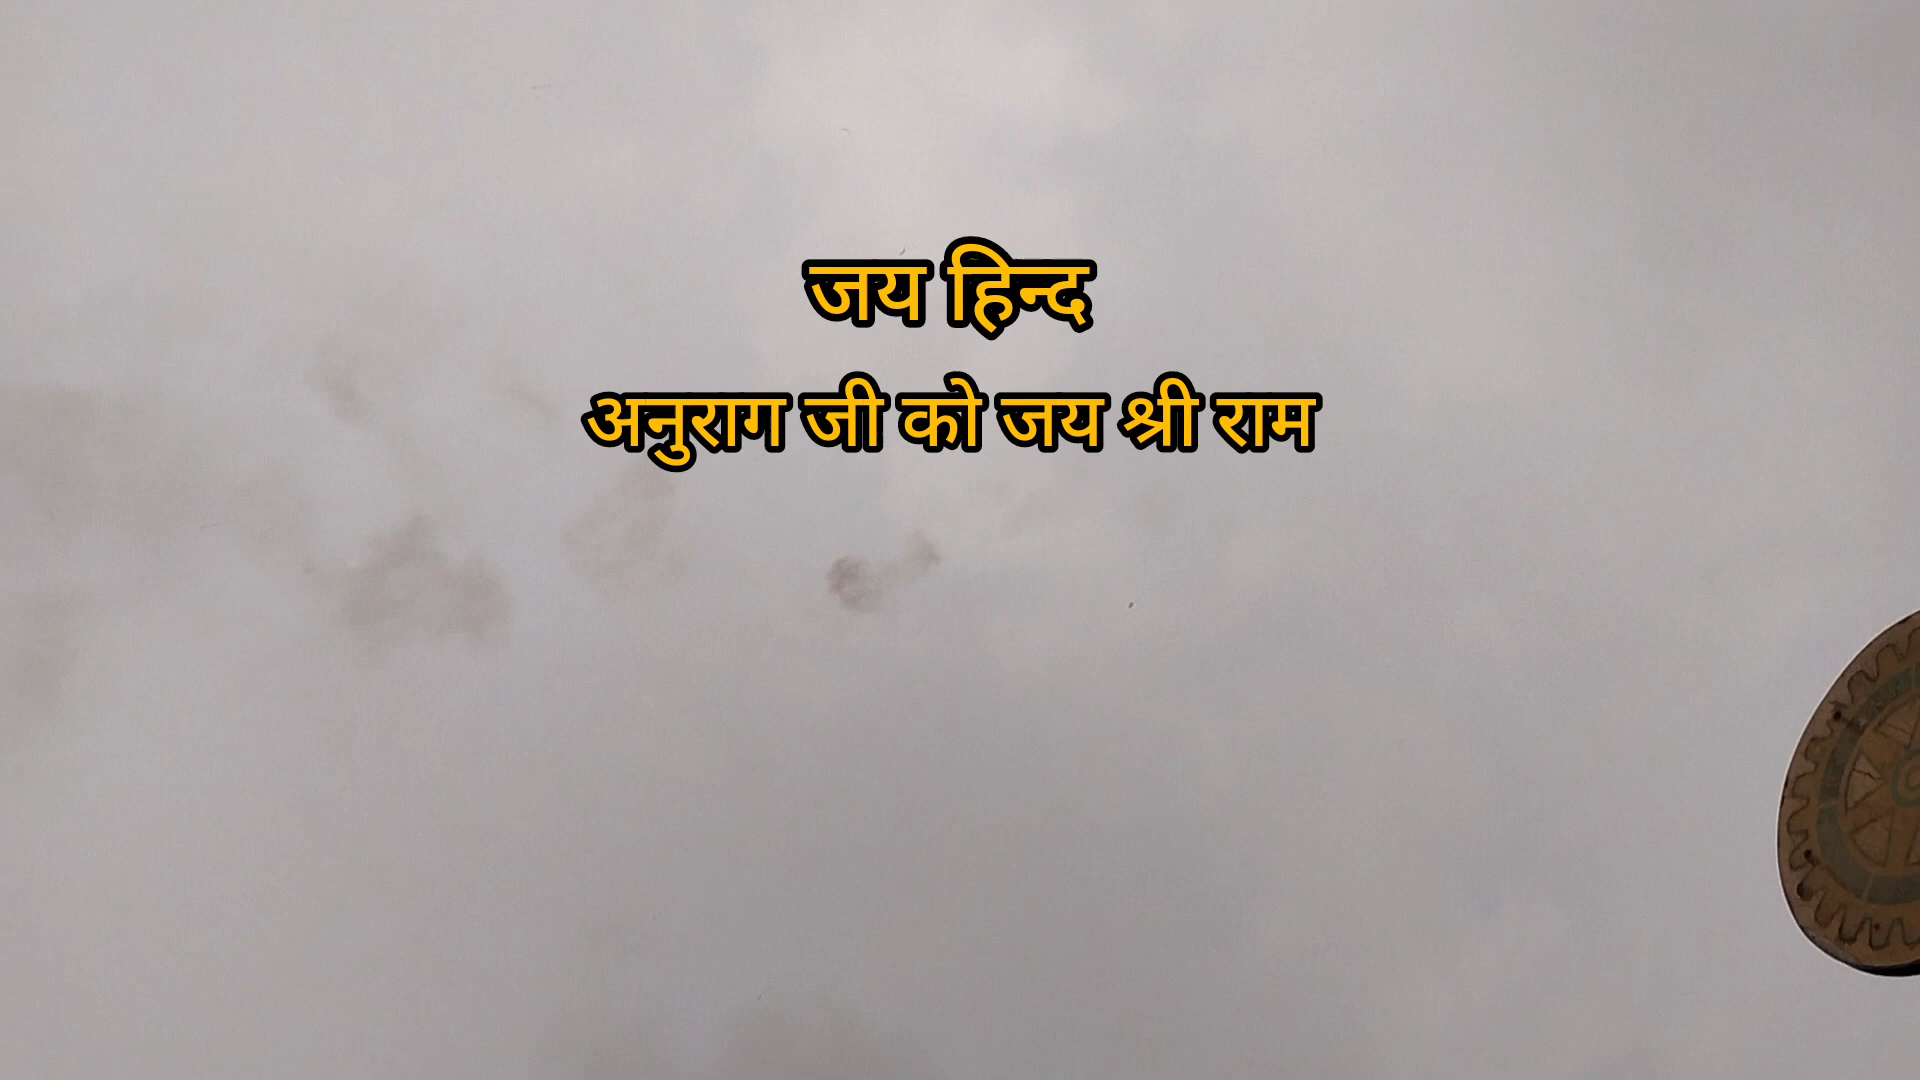 जय हिन्द
अनुराग जी को जय श्री राम